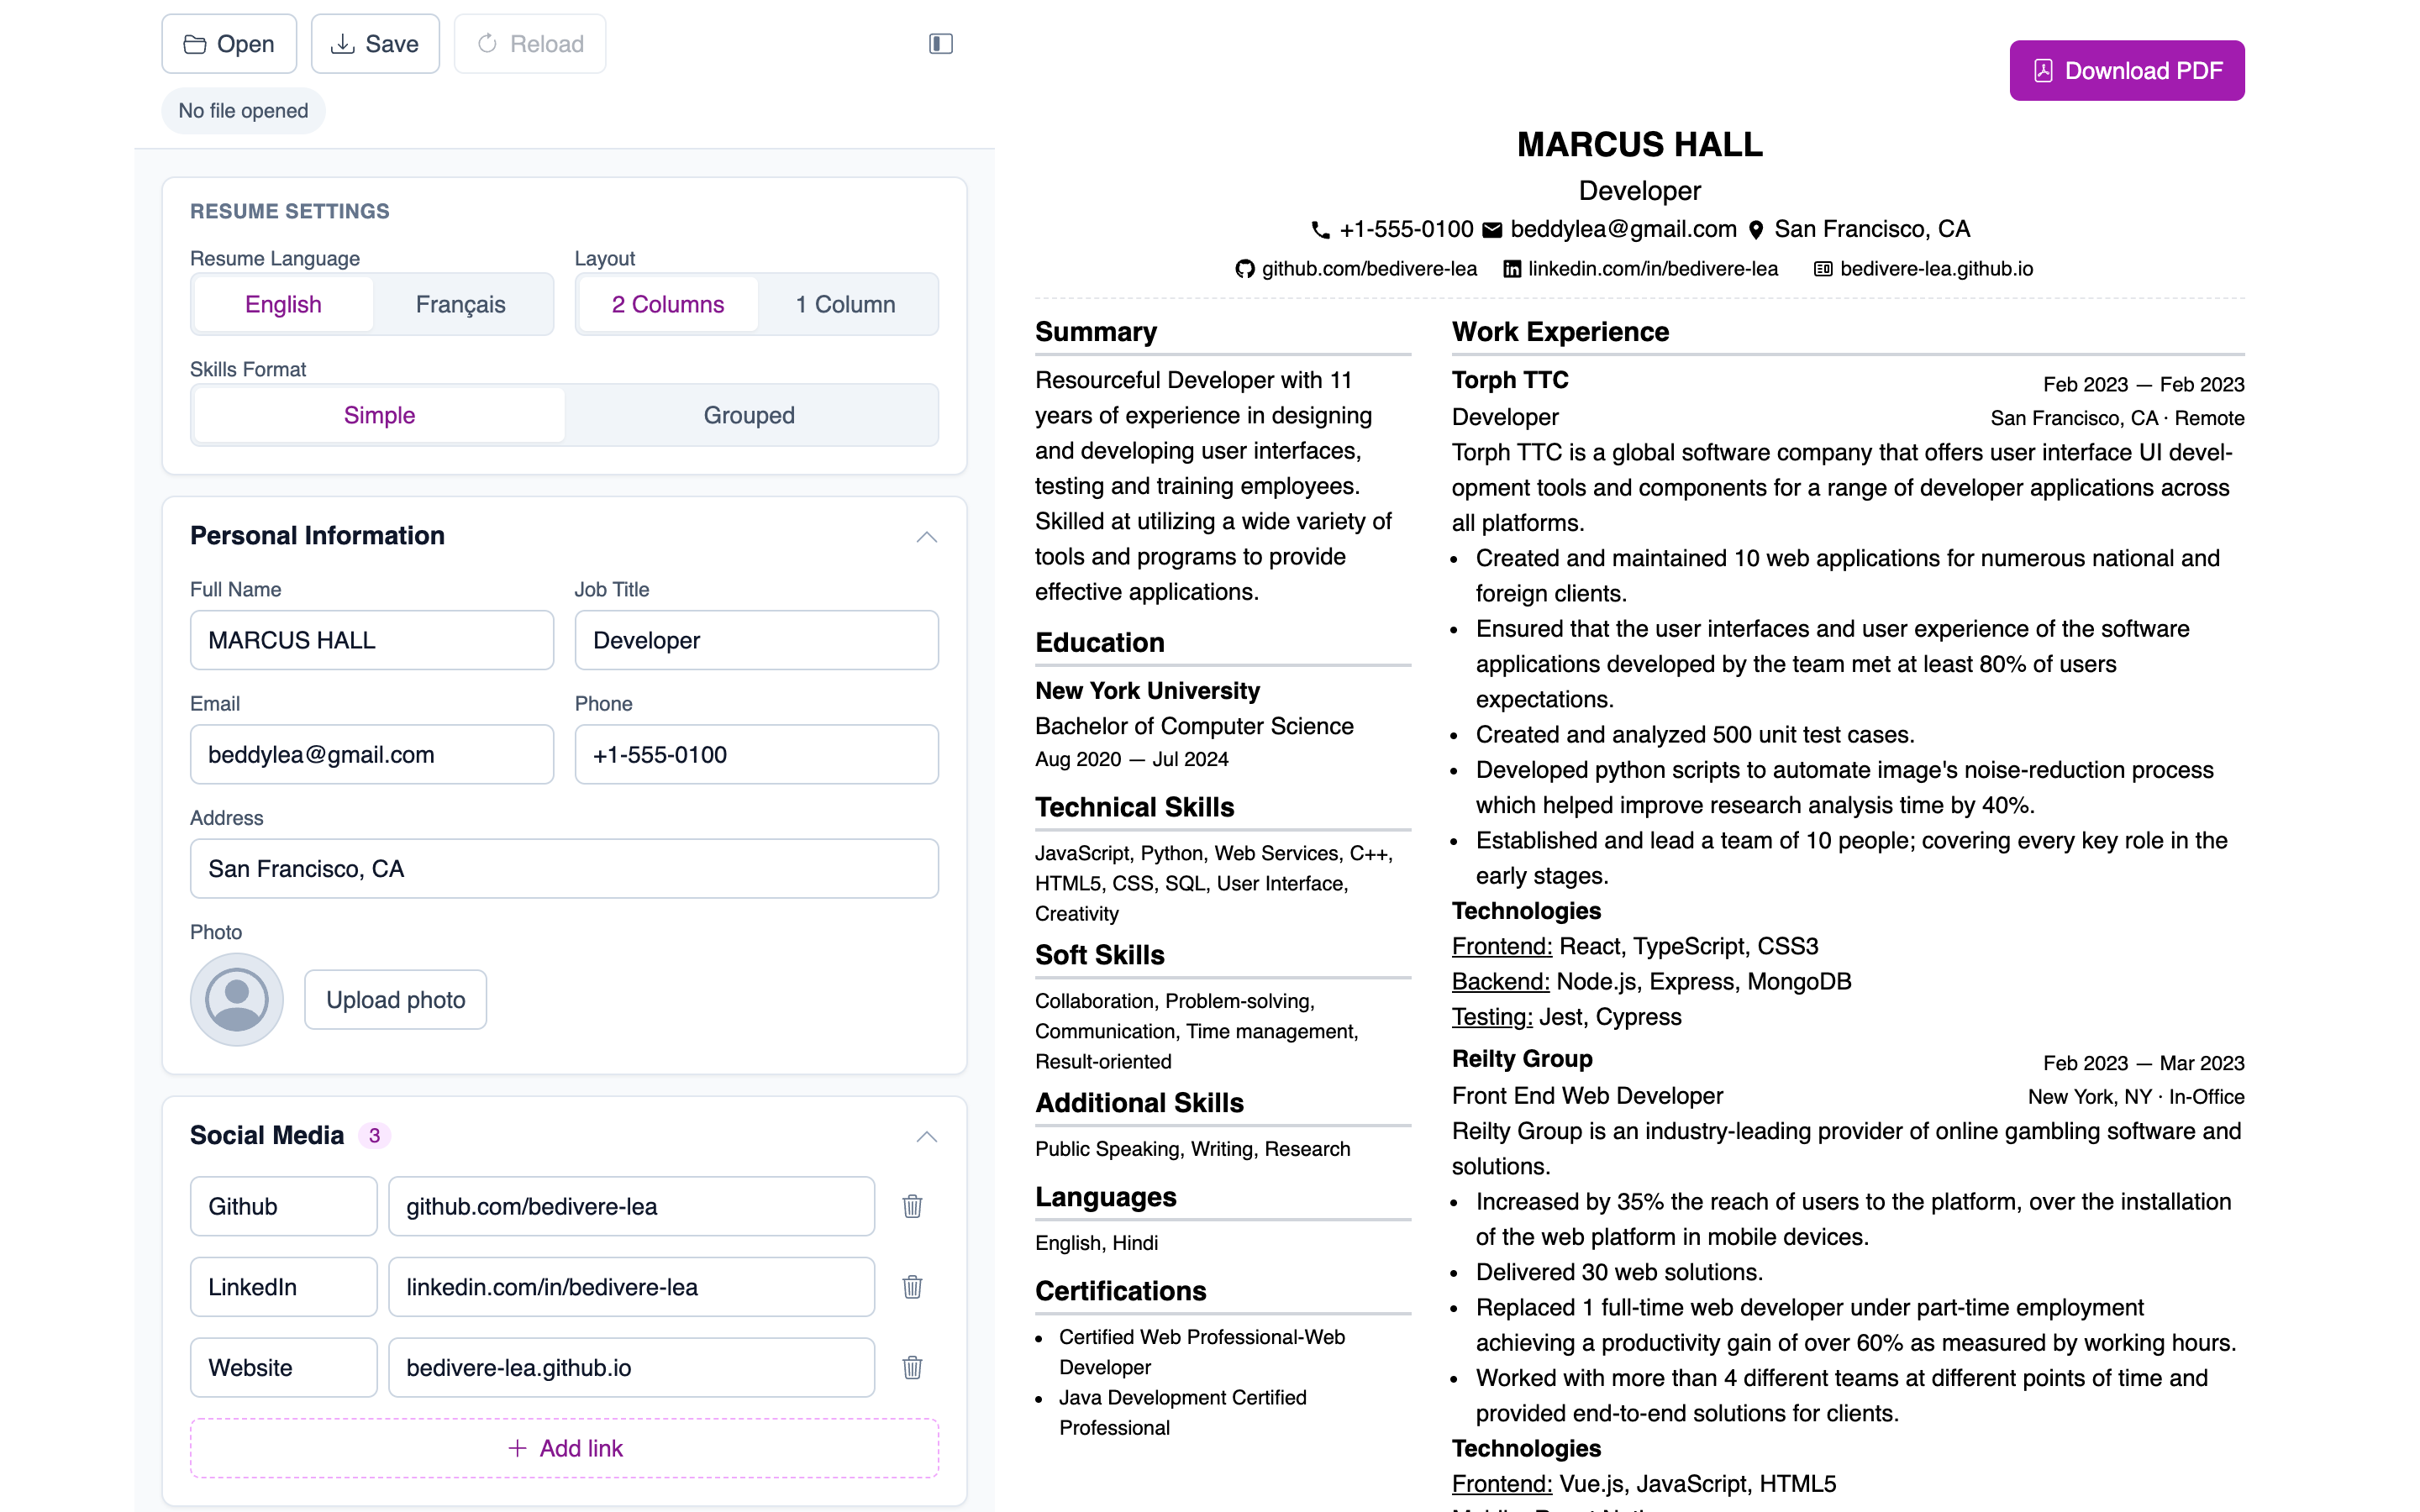 Open
Save
Reload
No file opened
RESUME SETTINGS
Resume Language
Layout
English
Français
2 Columns
1 Column
Skills Format
Simple
Grouped
Personal Information
Full Name
Job Title
MARCUS HALL
Developer
Email
Phone
beddylea@gmail.com
+1-555-0100
Address
San Francisco, CA
Photo
Upload photo
Social Media 3
Github
github.com/bedivere-lea
LinkedIn
linkedin.com/in/bedivere-lea
Website
bedivere-lea.github.io
+ Add link
Download PDF
MARCUS HALL
Developer
+1-555-0100 beddylea@gmail.com San Francisco, CA
github.com/bedivere-lea linkedin.com/in/bedivere-lea bedivere-lea.github.io
Summary
Resourceful Developer with 11
years of experience in designing
and developing user interfaces,
testing and training employees.
Skilled at utilizing a wide variety of
tools and programs to provide
effective applications.
Education
New York University
Bachelor of Computer Science
Aug 2020 — Jul 2024
Technical Skills
JavaScript, Python, Web Services, C++,
HTML5, CSS, SQL, User Interface,
Creativity
Soft Skills
Collaboration, Problem-solving,
Communication, Time management,
Result-oriented
Additional Skills
Public Speaking, Writing, Research
Languages
English, Hindi
Certifications
• Certified Web Professional-Web
Developer
• Java Development Certified
Professional
Work Experience
Torph TTC
Feb 2023 — Feb 2023
Developer
San Francisco, CA · Remote
Torph TTC is a global software company that offers user interface UI devel-
opment tools and components for a range of developer applications across
all platforms.
• Created and maintained 10 web applications for numerous national and
foreign clients.
• Ensured that the user interfaces and user experience of the software
applications developed by the team met at least 80% of users
expectations.
• Created and analyzed 500 unit test cases.
• Developed python scripts to automate image's noise-reduction process
which helped improve research analysis time by 40%.
• Established and lead a team of 10 people; covering every key role in the
early stages.
Technologies
Frontend: React, TypeScript, CSS3
Backend: Node.js, Express, MongoDB
Testing: Jest, Cypress
Reilty Group
Feb 2023 — Mar 2023
Front End Web Developer
New York, NY · In-Office
Reilty Group is an industry-leading provider of online gambling software and
solutions.
• Increased by 35% the reach of users to the platform, over the installation
of the web platform in mobile devices.
• Delivered 30 web solutions.
• Replaced 1 full-time web developer under part-time employment
achieving a productivity gain of over 60% as measured by working hours.
• Worked with more than 4 different teams at different points of time and
provided end-to-end solutions for clients.
Technologies
Frontend: Vue.js, JavaScript, HTML5